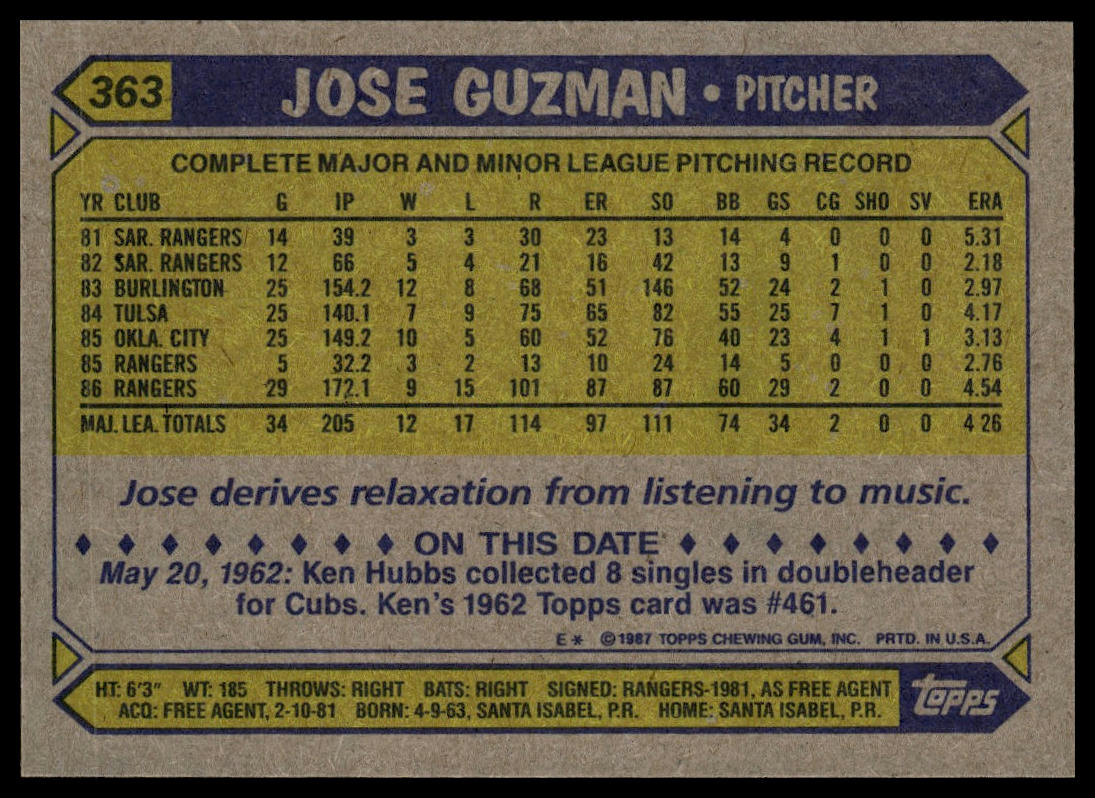 363 JOSE GUZMAN • PITCHER
COMPLETE MAJOR AND MINOR LEAGUE PITCHING RECORD
YR CLUB G IP W L R ER SO BB GS CG SHO SV ERA
81 SAR. RANGERS 14 39 3 3 30 23 13 14 4 0 0 0 5.31
82 SAR. RANGERS 12 66 5 4 21 16 42 13 9 1 0 0 2.18
83 BURLINGTON 25 154.2 12 8 68 51 146 52 24 2 1 0 2.97
84 TULSA 25 140.1 7 9 75 65 82 55 25 7 1 0 4.17
85 OKLA. CITY 25 149.2 10 5 60 52 76 40 23 4 1 1 3.13
85 RANGERS 5 32.2 3 2 13 10 24 14 5 0 0 0 2.76
86 RANGERS 29 172.1 9 15 101 87 87 60 29 2 0 0 4.54
MAJ. LEA. TOTALS 34 205 12 17 114 97 111 74 34 2 0 0 4 26
Jose derives relaxation from listening to music.
♦ ♦ ♦ ♦ ♦ ♦ ♦ ♦ ON THIS DATE ♦ ♦ ♦ ♦ ♦ ♦ ♦ ♦
May 20, 1962: Ken Hubbs collected 8 singles in doubleheader
for Cubs. Ken's 1962 Topps card was #461.
E* ©1987 TOPPS CHEWING GUM, INC. PRTD. IN U.S.A.
HT: 6'3" WT: 185 THROWS: RIGHT BATS: RIGHT SIGNED: RANGERS-1981, AS FREE AGENT
ACQ: FREE AGENT, 2-10-81 BORN: 4-9-63, SANTA ISABEL, P.R. HOME: SANTA ISABEL, P.R.
Topps